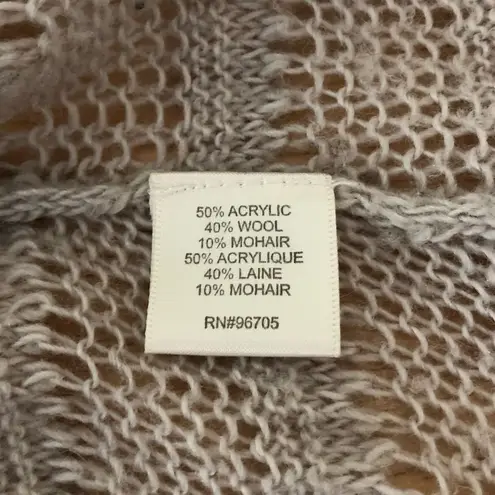 50% ACRYLIC
40% WOOL
10% MOHAIR
50% ACRYLIQUE
40% LAINE
10% MOHAIR
RN#96705